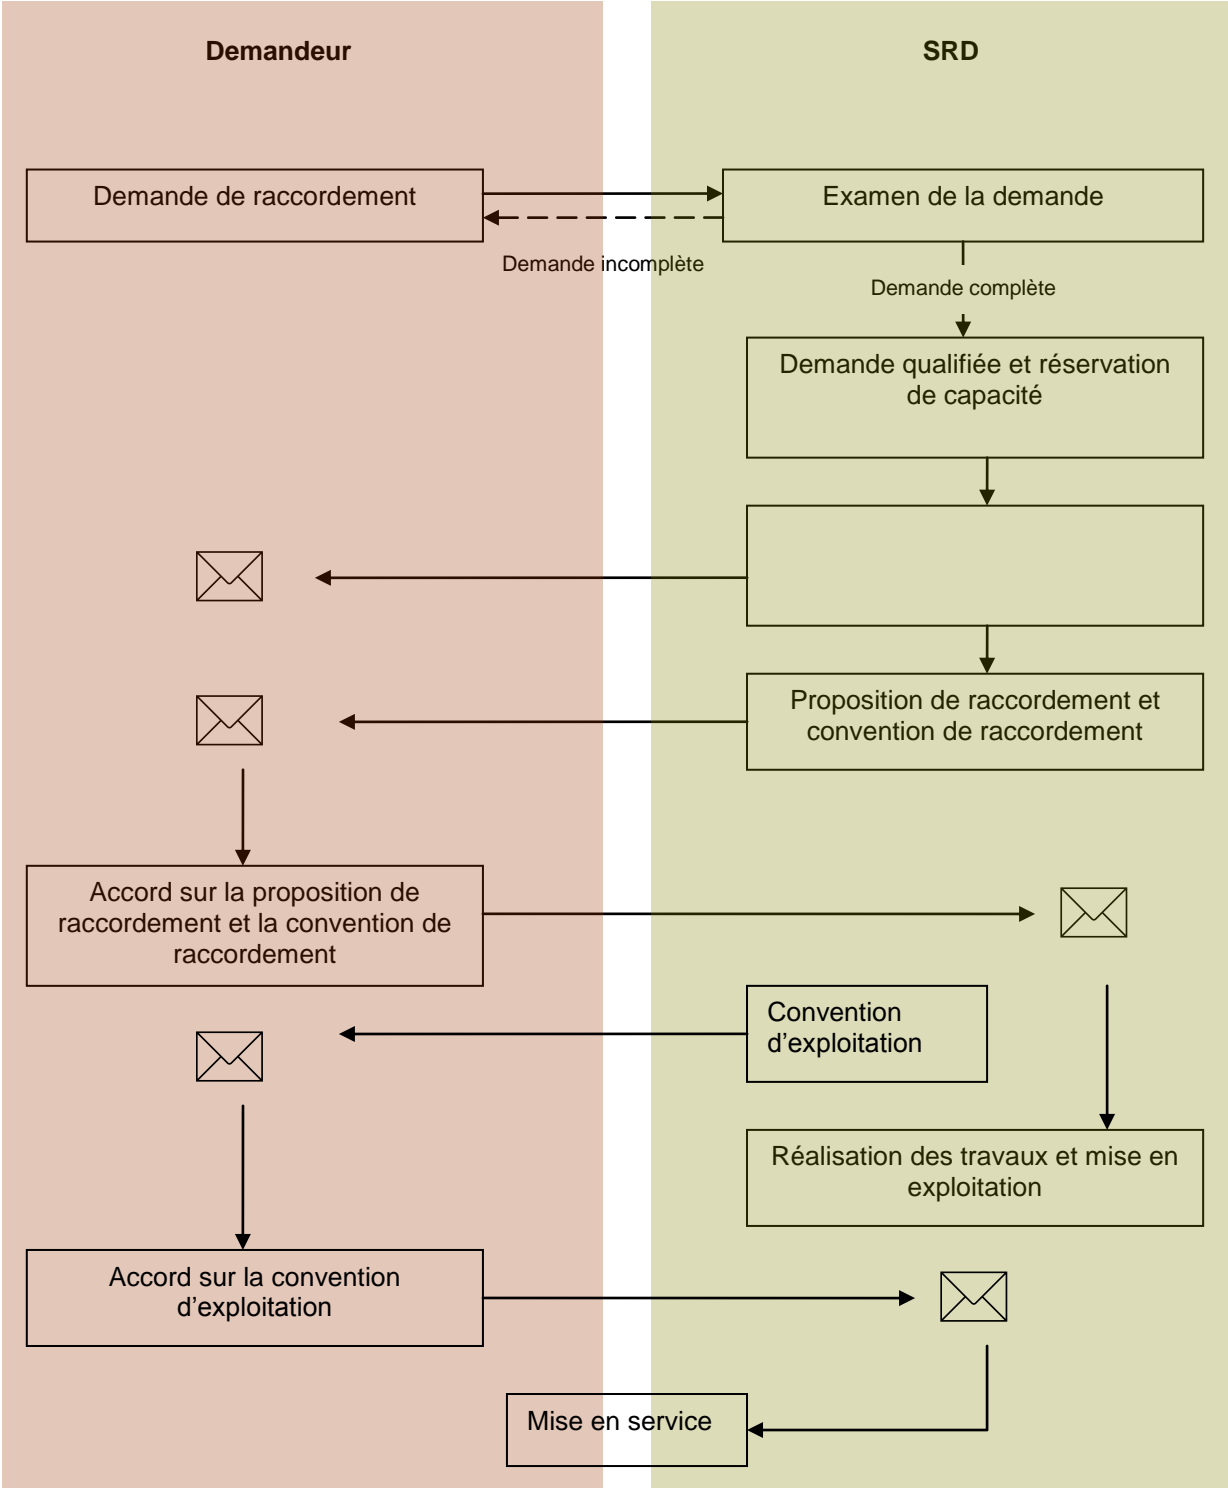 Demandeur
SRD
Demande de raccordement
Examen de la demande
Demande incomplète
Demande complète
Demande qualifiée et réservation
de capacité
Proposition de raccordement et
convention de raccordement
Accord sur la proposition de
raccordement et la convention de
raccordement
Convention
d’exploitation
Réalisation des travaux et mise en
exploitation
Accord sur la convention
d’exploitation
Mise en service